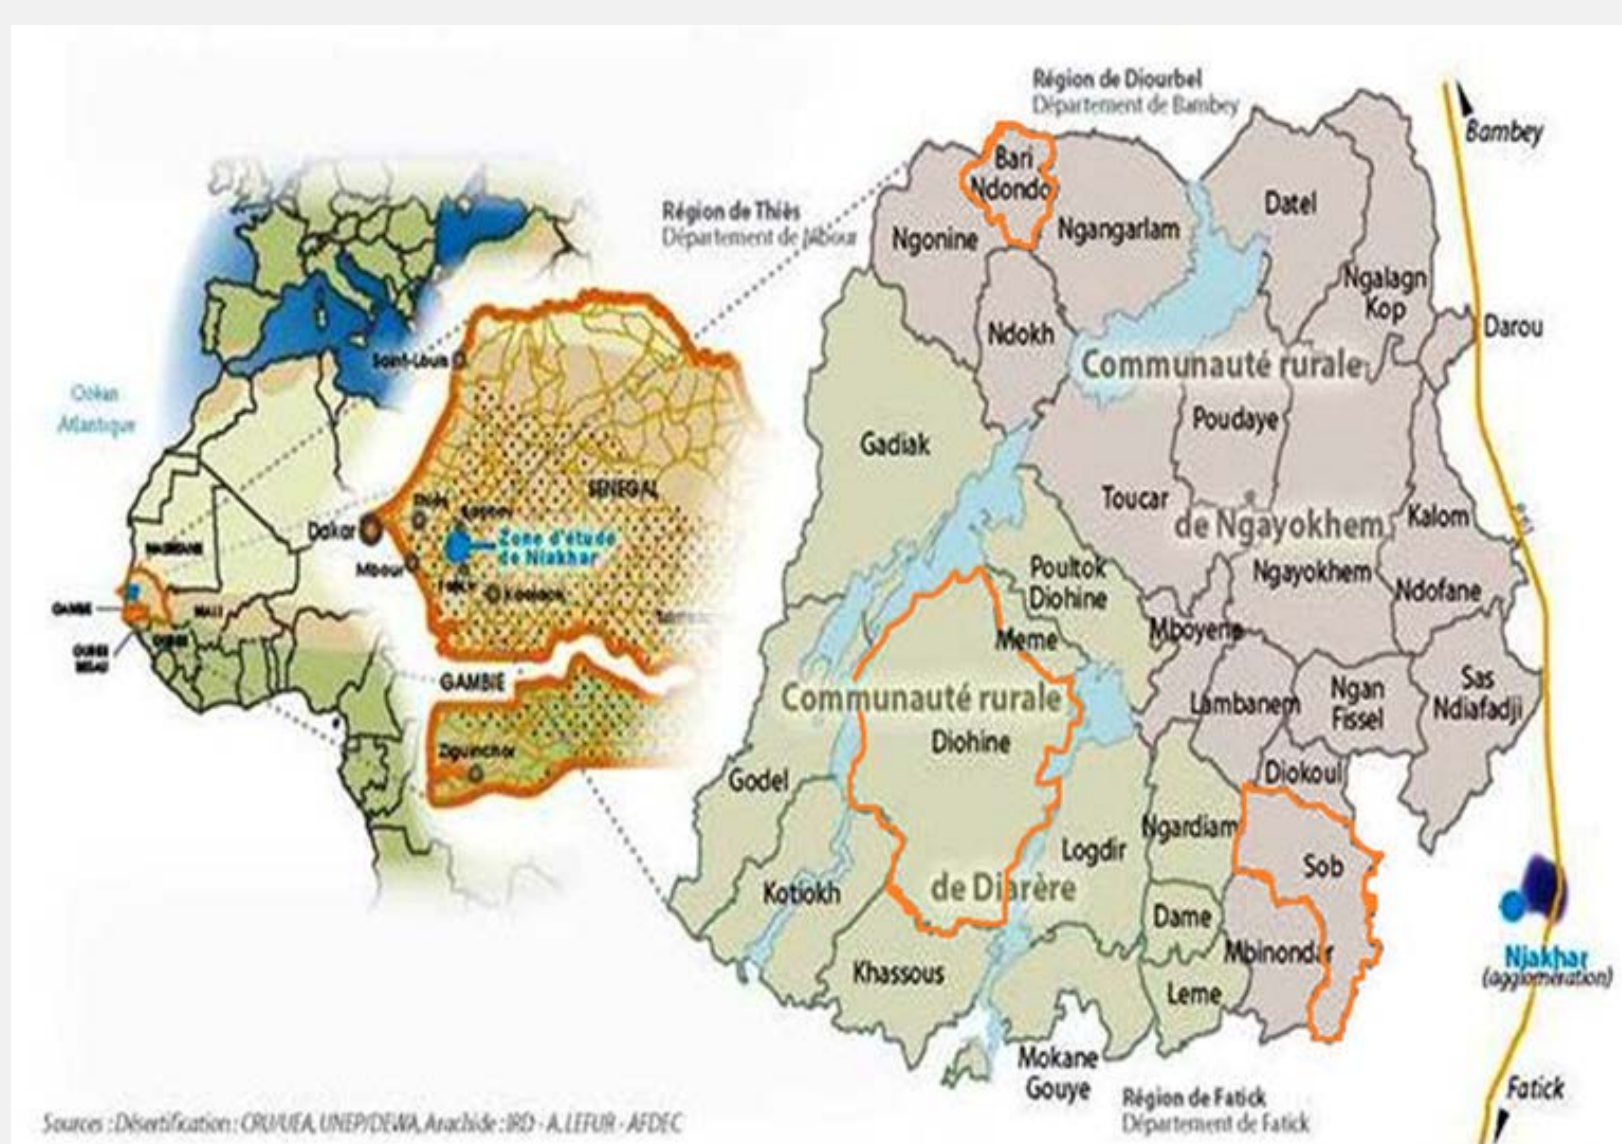 Océan
Atlantique
GAMBIE
MALI
Saint-Louis
SENEGAL
Thiès
Dakar
Zone d'étude
de Niakhar
Mbour
Kaolack
GAMBIE
Ziguinchor
Région de Thiès
Département de Mbour
Région de Diourbel
Département de Bambey
Bambey
Bari
Ndondo
Ngonine
Ngangarlam
Datel
Ngalagn
Kop
Darou
Ndokh
Communauté rurale
de Ngayokhem
Poudaye
Gadiak
Toucar
Kalom
Poultok
Diohine
Ngayokhem
Ndofane
Meme
Mboyene
Communauté rurale
de Diarère
Diohine
Lambanem
Ngan
Fissel
Sas
Ndiafadji
Godel
Diokoul
Logdir
Ngardiam
Sob
Kotiokh
Dame
Mbinondar
Khassous
Leme
Niakhar
(agglomération)
Mokane
Gouye
Région de Fatick
Département de Fatick
Fatick
Sources : Désertification : CRU/UEA, UNEP/DEWA, Arachide : IRD - A. LEFUR - AFDEC